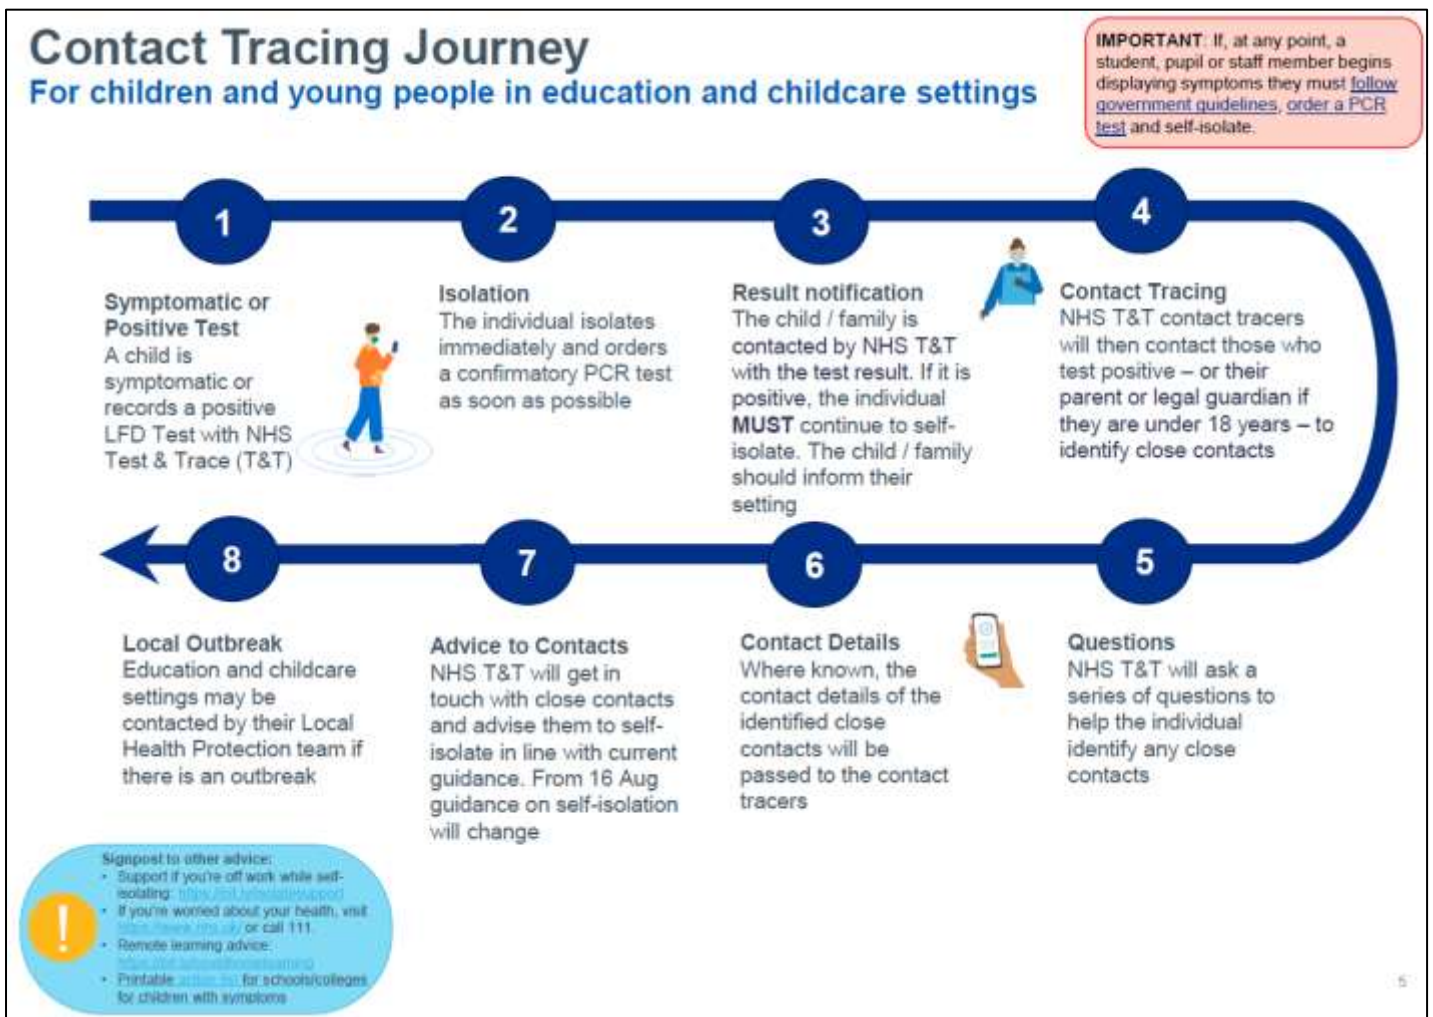 Contact Tracing Journey
For children and young people in education and childcare settings
IMPORTANT: If, at any point, a
student, pupil or staff member begins
displaying symptoms they must follow
government guidelines, order a PCR
test and self-isolate.
1
Symptomatic or
Positive Test
A child is
symptomatic or
records a positive
LFD Test with NHS
Test & Trace (T&T)
2
Isolation
The individual isolates
immediately and orders
a confirmatory PCR test
as soon as possible
3
Result notification
The child / family is
contacted by NHS T&T
with the test result. If it is
positive, the individual
MUST continue to self-
isolate. The child / family
should inform their
setting
4
Contact Tracing
NHS T&T contact tracers
will then contact those who
test positive – or their
parent or legal guardian if
they are under 18 years – to
identify close contacts
5
Questions
NHS T&T will ask a
series of questions to
help the individual
identify any close
contacts
6
Contact Details
Where known, the
contact details of the
identified close
contacts will be
passed to the contact
tracers
7
Advice to Contacts
NHS T&T will get in
touch with close contacts
and advise them to self-
isolate in line with current
guidance. From 16 Aug
guidance on self-isolation
will change
8
Local Outbreak
Education and childcare
settings may be
contacted by their Local
Health Protection team if
there is an outbreak
!
Signpost to other advice:
• Support if you're off work while self-
isolating:
• If you're worried about your health, visit
https://www.nhs.uk/ or call 111.
• Remote learning advice:
• Printable action list for schools/colleges
for children with symptoms
5